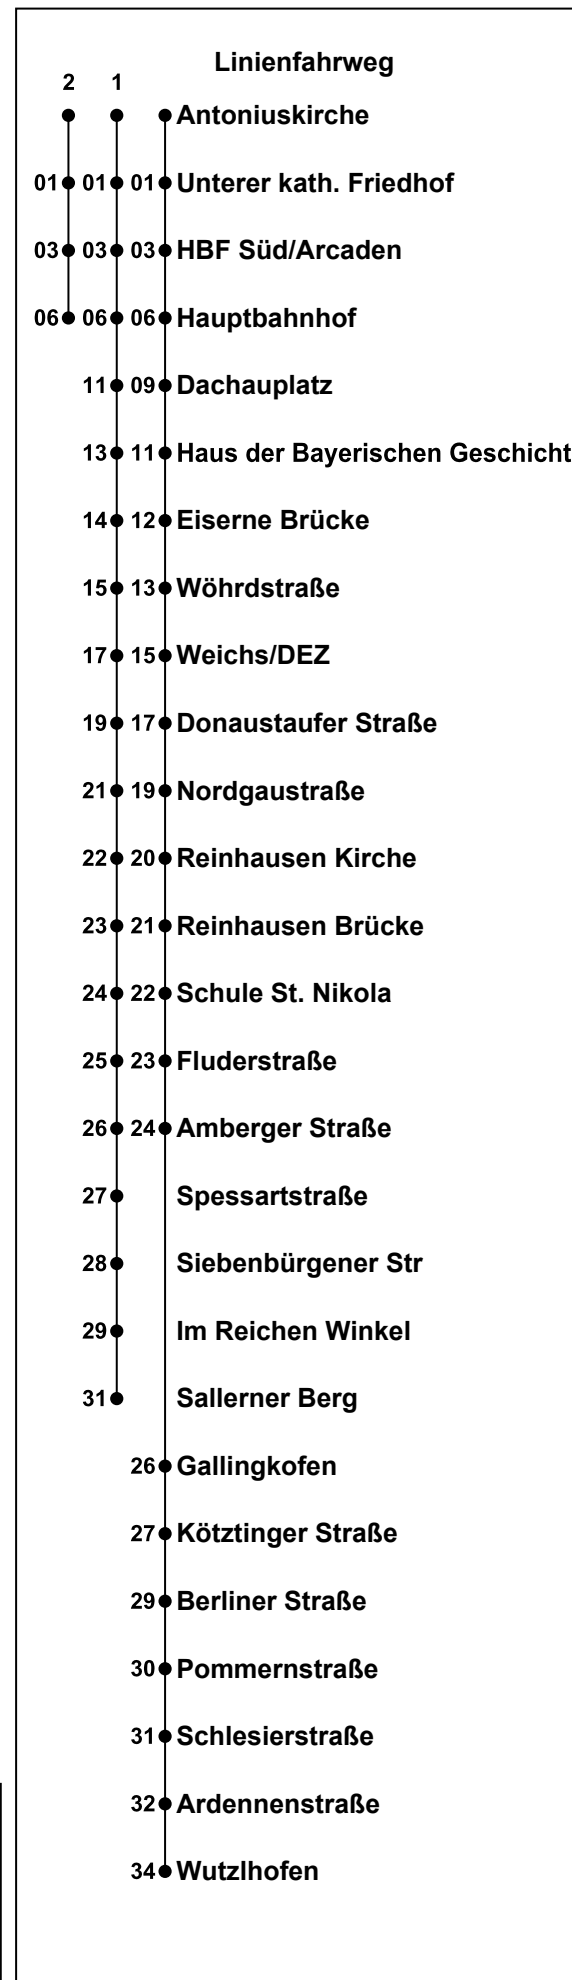 Linienfahrweg
2 1
Antoniuskirche
01 01 01 Unterer kath. Friedhof
03 03 03 HBF Süd/Arcaden
06 06 06 Hauptbahnhof
11 09 Dachauplatz
13 11 Haus der Bayerischen Geschicht
14 12 Eiserne Brücke
15 13 Wöhrdstraße
17 15 Weichs/DEZ
19 17 Donaustaufer Straße
21 19 Nordgaustraße
22 20 Reinhausen Kirche
23 21 Reinhausen Brücke
24 22 Schule St. Nikola
25 23 Fluderstraße
26 24 Amberger Straße
27 Spessartstraße
28 Siebenbürgener Str
29 Im Reichen Winkel
31 Sallerner Berg
26 Gallingkofen
27 Kötztinger Straße
29 Berliner Straße
30 Pommernstraße
31 Schlesierstraße
32 Ardennenstraße
34 Wutzlhofen